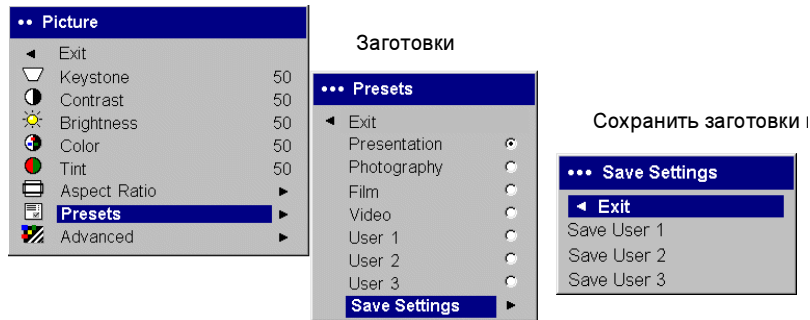 •• Picture
Exit
Keystone 50
Contrast 50
Brightness 50
Color 50
Tint 50
Aspect Ratio
Presets
Advanced
Заготовки
••• Presets
Exit
Presentation
Photography
Film
Video
User 1
User 2
User 3
Save Settings
Сохранить заготовки
••• Save Settings
Exit
Save User 1
Save User 2
Save User 3